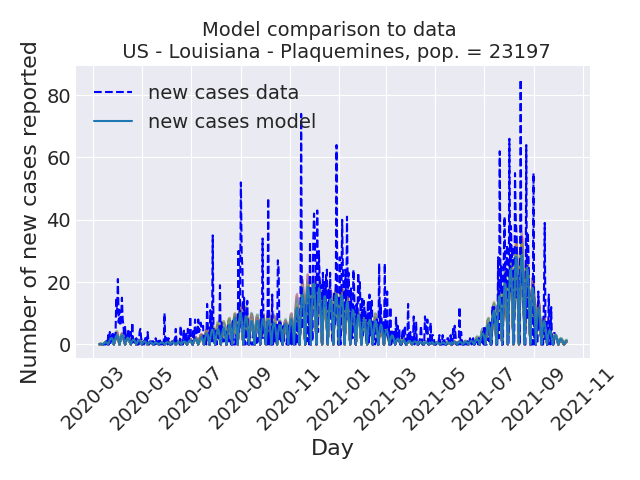 Model comparison to data
US - Louisiana - Plaquemines, pop. = 23197
Number of new cases reported
80
60
40
20
0
new cases data
new cases model
2020-03
2020-05
2020-07
2020-09
2020-11
2021-01
2021-03
2021-05
2021-07
2021-09
2021-11
Day